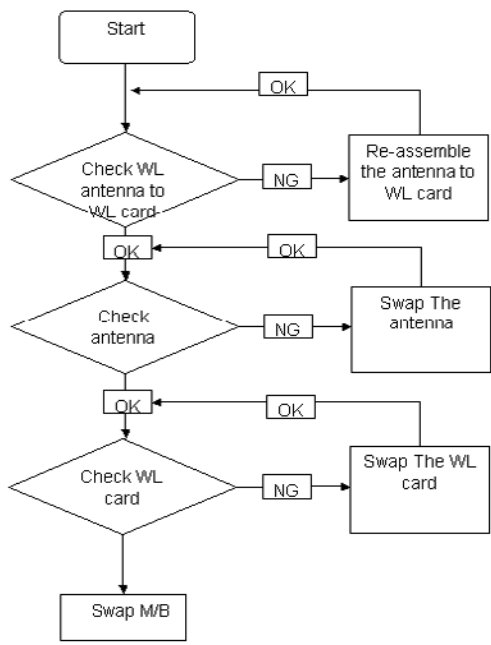 Start
OK
Check WL
antenna to
WL card
NG
Re-assemble
the antenna to
WL card
OK
OK
Check
antenna
NG
Swap The
antenna
OK
OK
Check WL
card
NG
Swap The WL
card
Swap M/B